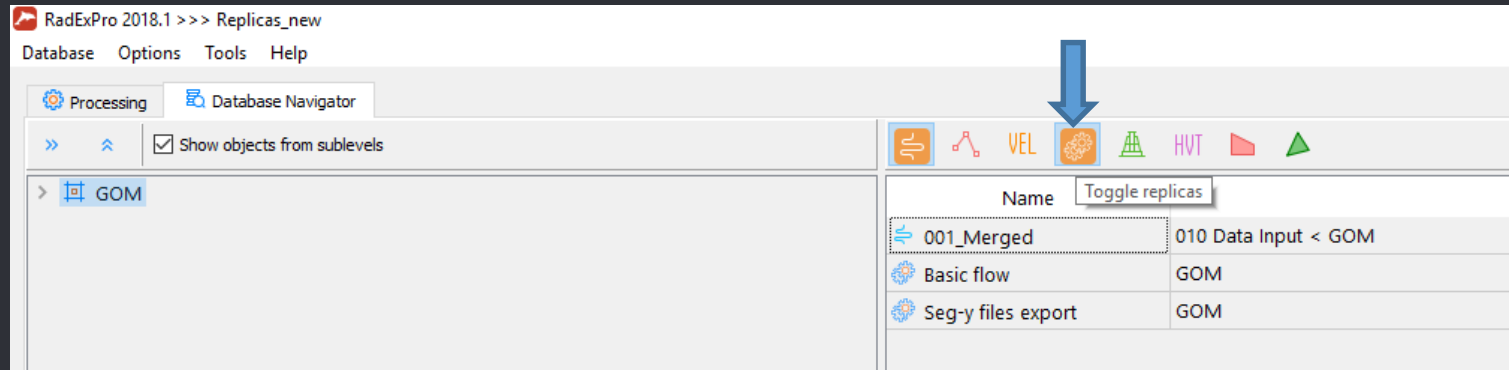 RadExPro 2018.1 >>> Replicas_new
Database Options Tools Help
Processing Database Navigator
Show objects from sublevels
VEL HVT
GOM
Name Toggle replicas
001_Merged 010 Data Input < GOM
Basic flow GOM
Seg-y files export GOM